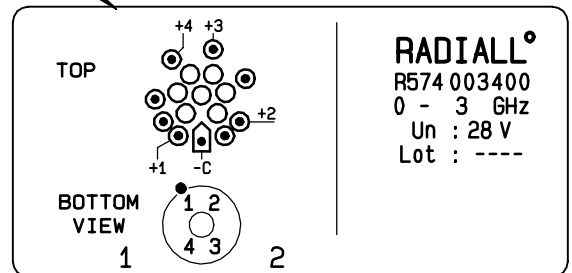 +4 +3
TOP
+2
+1 -C
BOTTOM
VIEW
1 2
4 3
1 2
RADIALL°
R574 003400
0 - 3 GHz
Un : 28 V
Lot : ----